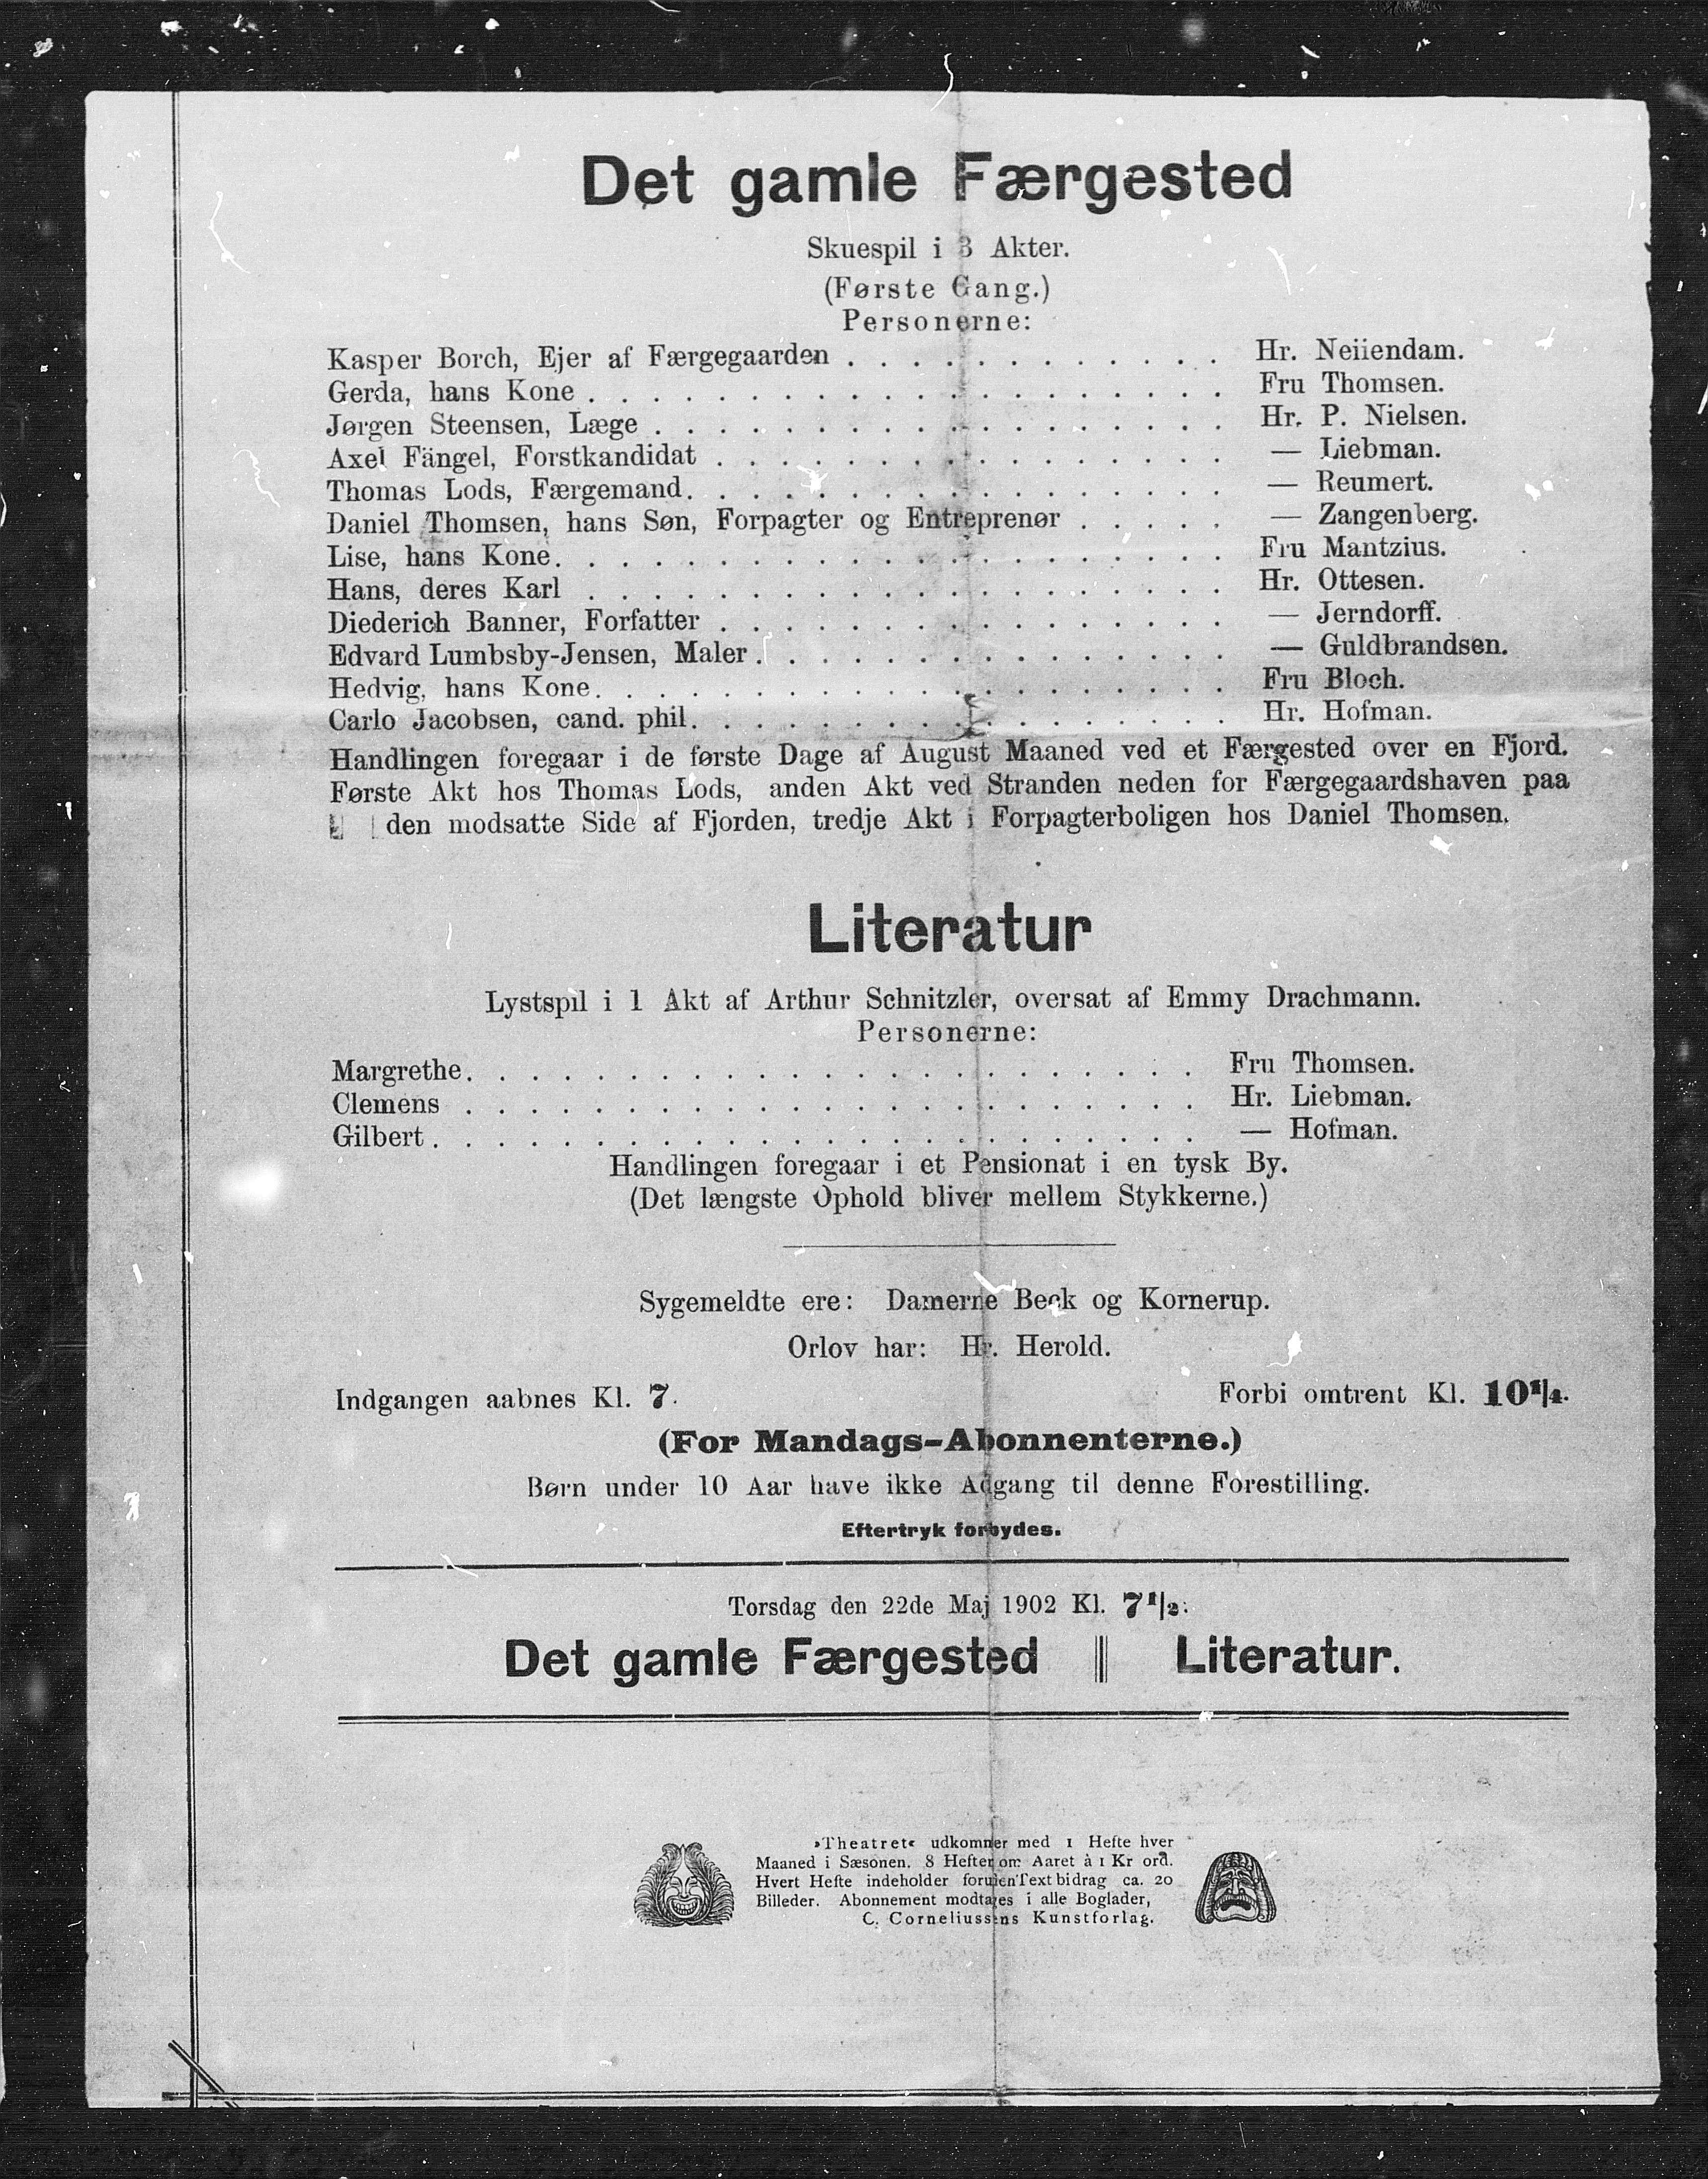 Det gamle Færgested
Skuespil i 3 Akter.
(Første Gang.)
Personerne:
Kasper Borch, Ejer af Færgegaarden . . . . . . . . . . . . Hr. Neiiendam.
Gerda, hans Kone . . . . . . . . . . . . . . . . . . . . Fru Thomsen.
Jørgen Steensen, Læge . . . . . . . . . . . . . . . . . . Hr. P. Nielsen.
Axel Fängel, Forstkandidat . . . . . . . . . . . . . . . . — Liebman.
Thomas Lods, Færgemand. . . . . . . . . . . . . . . . . — Reumert.
Daniel Thomsen, hans Søn, Forpagter og Entreprenør . . . . . — Zangenberg.
Lise, hans Kone. . . . . . . . . . . . . . . . . . . . . Fru Mantzius.
Hans, deres Karl . . . . . . . . . . . . . . . . . . . . Hr. Ottesen.
Diederich Banner, Forfatter . . . . . . . . . . . . . . . . — Jerndorff.
Edvard Lumbsby-Jensen, Maler . . . . . . . . . . . . . . . — Guldbrandsen.
Hedvig, hans Kone. . . . . . . . . . . . . . . . . . . . Fru Bloch.
Carlo Jacobsen, cand. phil. . . . . . . . . . . . . . . . . Hr. Hofman.
Handlingen foregaar i de første Dage af August Maaned ved et Færgested over en Fjord.
Første Akt hos Thomas Lods, anden Akt ved Stranden neden for Færgegaardshaven paa
den modsatte Side af Fjorden, tredje Akt i Forpagterboligen hos Daniel Thomsen.
Literatur
Lystspil i 1 Akt af Arthur Schnitzler, oversat af Emmy Drachmann.
Personerne:
Margrethe. . . . . . . . . . . . . . . . . . . . . . . Fru Thomsen.
Clemens . . . . . . . . . . . . . . . . . . . . . . . Hr. Liebman.
Gilbert . . . . . . . . . . . . . . . . . . . . . . . . — Hofman.
Handlingen foregaar i et Pensionat i en tysk By.
(Det længste Ophold bliver mellem Stykkerne.)
Sygemeldte ere: Damerne Beck og Kornerup.
Orlov har: Hr. Herold.
Indgangen aabnes Kl. 7. Forbi omtrent Kl. 10 1/4.
(For Mandags-Abonnenterne.)
Børn under 10 Aar have ikke Adgang til denne Forestilling.
Eftertryk forbydes.
Torsdag den 22de Maj 1902 Kl. 7 1/2.
Det gamle Færgested || Literatur.
»Theatret« udkommer med 1 Hefte hver
Maaned i Sæsonen. 8 Hefter om Aaret à 1 Kr ord.
Hvert Hefte indeholder foruden Textbidrag ca. 20
Billeder. Abonnement modtages i alle Boglader,
C. Corneliussens Kunstforlag.